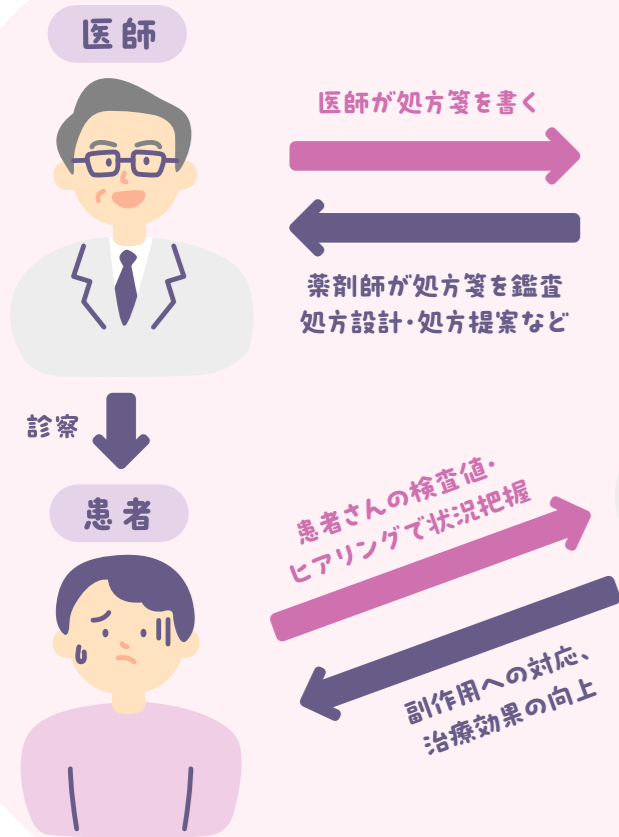 医師
医師が処方箋を書く
薬剤師が処方箋を鑑査
処方設計・処方提案など
診察
患者
患者さんの検査値・
ヒアリングで状況把握
副作用への対応、
治療効果の向上